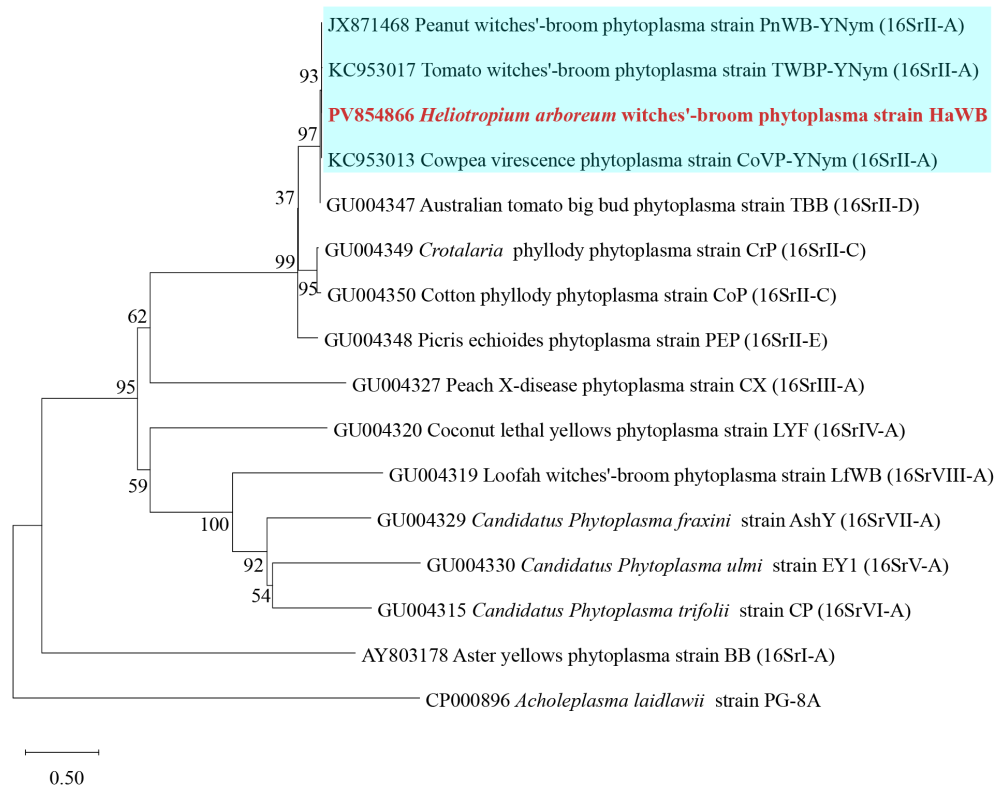 JX871468 Peanut witches'-broom phytoplasma strain PnWB-YNym (16SrII-A)
KC953017 Tomato witches'-broom phytoplasma strain TWBP-YNym (16SrII-A)
93
PV854866 Heliotropium arboreum witches'-broom phytoplasma strain HaWB
97
KC953013 Cowpea virescence phytoplasma strain CoVP-YNym (16SrII-A)
37
GU004347 Australian tomato big bud phytoplasma strain TBB (16SrII-D)
GU004349 Crotalaria phyllody phytoplasma strain CrP (16SrII-C)
99
95
GU004350 Cotton phyllody phytoplasma strain CoP (16SrII-C)
62
GU004348 Picris echioides phytoplasma strain PEP (16SrII-E)
95
GU004327 Peach X-disease phytoplasma strain CX (16SrIII-A)
GU004320 Coconut lethal yellows phytoplasma strain LYF (16SrIV-A)
59
GU004319 Loofah witches'-broom phytoplasma strain LfWB (16SrVIII-A)
100
GU004329 Candidatus Phytoplasma fraxini strain AshY (16SrVII-A)
92
GU004330 Candidatus Phytoplasma ulmi strain EY1 (16SrV-A)
54
GU004315 Candidatus Phytoplasma trifolii strain CP (16SrVI-A)
AY803178 Aster yellows phytoplasma strain BB (16SrI-A)
CP000896 Acholeplasma laidlawii strain PG-8A
0.50